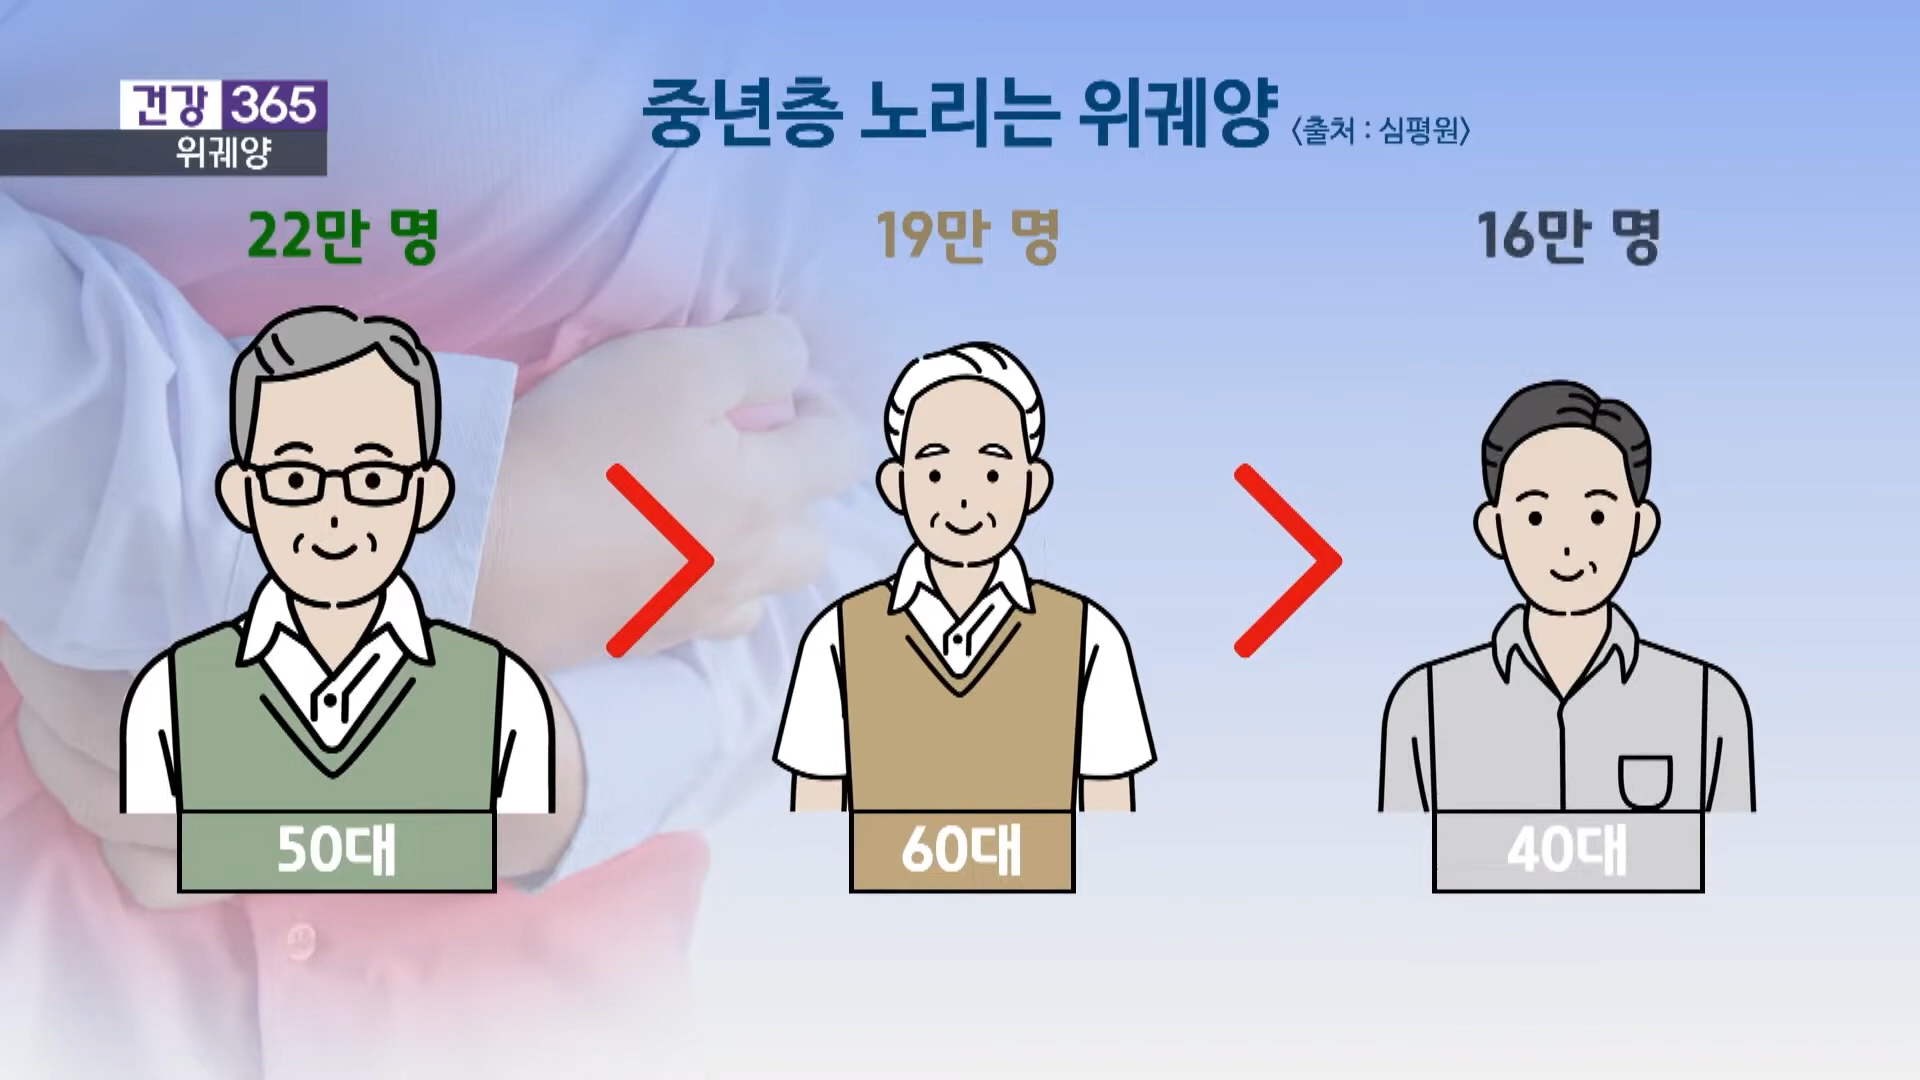 건강 365
위궤양
중년층 노리는 위궤양 <출처 : 심평원>
22만 명
19만 명
16만 명
50대
60대
40대